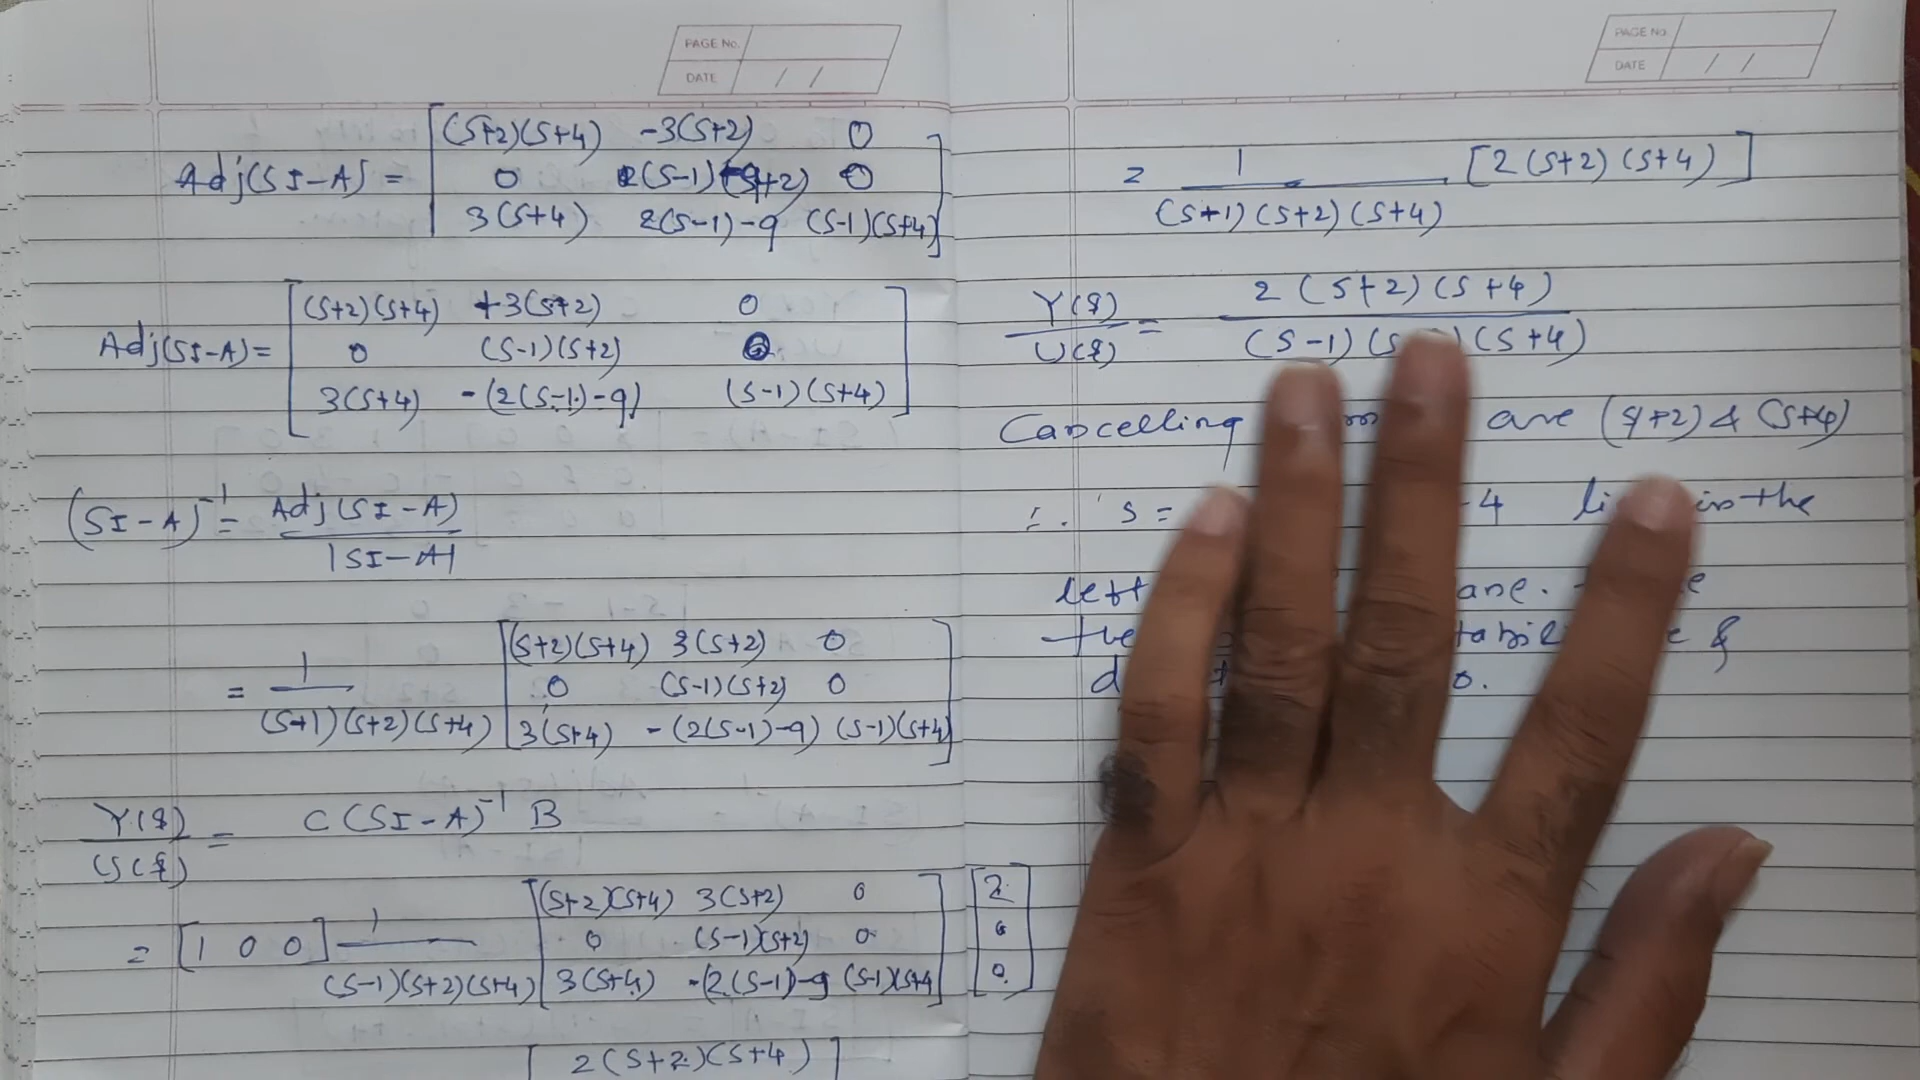 PAGE No.
DATE / /
Adj(SI-A) = [(S+2)(S+4) -3(S+2) 0
0 2(S-1)(S+2) 0
3(S+4) 2(S-1)-9 (S-1)(S+4)]
Adj(SI-A) = [(S+2)(S+4) +3(S+2) 0
0 (S-1)(S+2) 0
3(S+4) -(2(S-1)-9) (S-1)(S+4)]
(SI-A)⁻¹ = Adj(SI-A)
|SI-A|
= 1 [(S+2)(S+4) 3(S+2) 0
0 (S-1)(S+2) 0
(S+1)(S+2)(S+4) 3(S+4) -(2(S-1)-9) (S-1)(S+4)]
Y(S) = C(SI-A)⁻¹ B
U(S)
= [1 0 0] 1 [(S+2)(S+4) 3(S+2) 0 [2
0 (S-1)(S+2) 0 0
(S-1)(S+2)(S+4) 3(S+4) -(2(S-1)-9 (S-1)(S+4] 0]
[2(S+2)(S+4)]
PAGE No.
DATE / /
= 1 [2(S+2)(S+4)]
(S+1)(S+2)(S+4)
Y(S) = 2(S+2)(S+4)
U(S) (S-1)(S (S+4)
Cancelling are (S+2) & (S+4)
∴ S = -4 in the
left